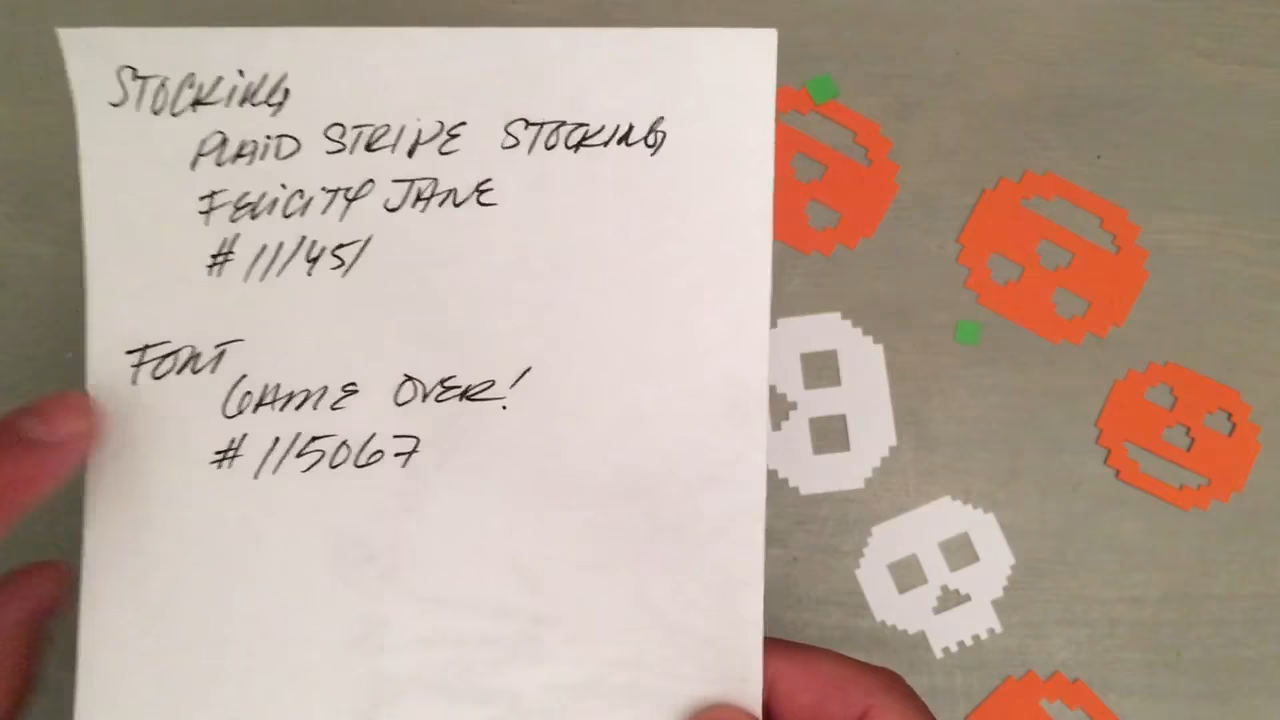 STOCKiNG
PLAiD STRIPE STOCKING
FELiCiTY JANE
#111451
FONT
GAME OVER!
#115067